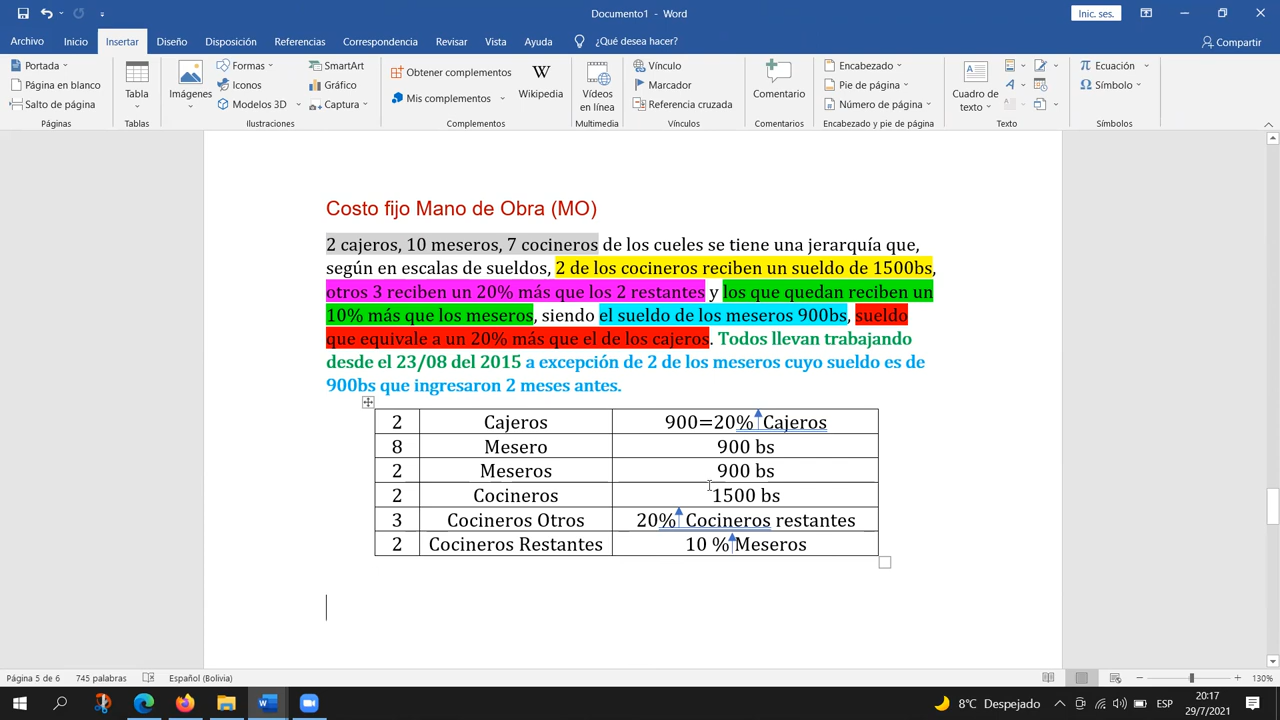 Documento1 - Word
Inic. ses.
Archivo Inicio Insertar Diseño Disposición Referencias Correspondencia Revisar Vista Ayuda ¿Qué desea hacer? Compartir
Portada
Página en blanco
Salto de página
Páginas
Tabla
Tablas
Imágenes
Formas
Iconos
Modelos 3D
SmartArt
Gráfico
Captura
Ilustraciones
Obtener complementos
Mis complementos
W
Wikipedia
Complementos
Vídeos
en línea
Multimedia
Vínculo
Marcador
Referencia cruzada
Vínculos
Comentario
Comentarios
Encabezado
Pie de página
Número de página
Encabezado y pie de página
Cuadro de
texto
Texto
Ecuación
Símbolo
Símbolos
Costo fijo Mano de Obra (MO)
2 cajeros, 10 meseros, 7 cocineros de los cueles se tiene una jerarquía que,
según en escalas de sueldos, 2 de los cocineros reciben un sueldo de 1500bs,
otros 3 reciben un 20% más que los 2 restantes y los que quedan reciben un
10% más que los meseros, siendo el sueldo de los meseros 900bs, sueldo
que equivale a un 20% más que el de los cajeros. Todos llevan trabajando
desde el 23/08 del 2015 a excepción de 2 de los meseros cuyo sueldo es de
900bs que ingresaron 2 meses antes.
2 Cajeros 900=20% Cajeros
8 Mesero 900 bs
2 Meseros 900 bs
2 Cocineros 1500 bs
3 Cocineros Otros 20% Cocineros restantes
2 Cocineros Restantes 10 % Meseros
Página 5 de 6 745 palabras Español (Bolivia) 130%
8°C Despejado ESP 20:17
29/7/2021